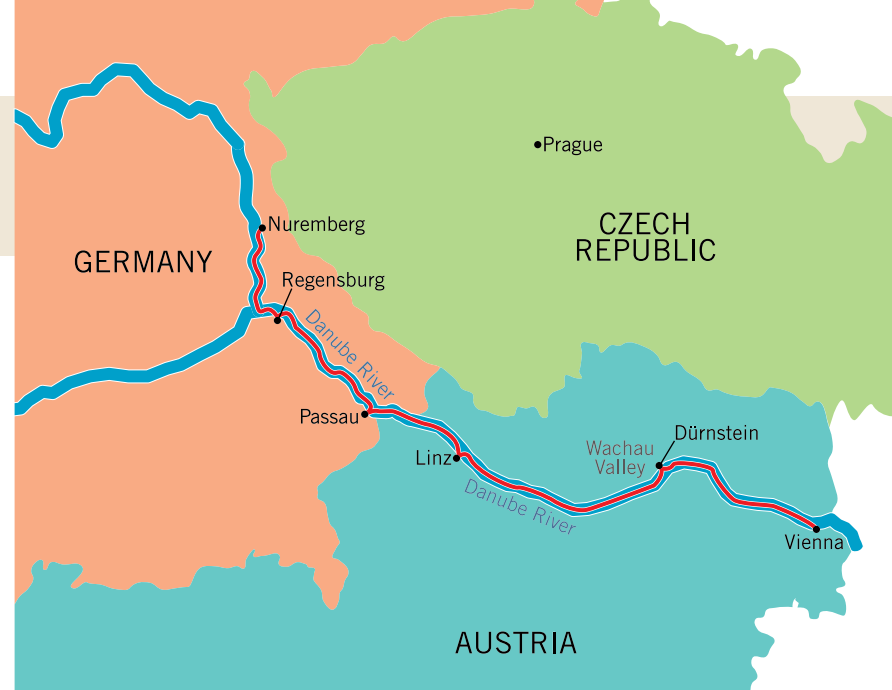 Prague
CZECH
REPUBLIC
Nuremberg
GERMANY
Regensburg
Danube River
Passau
Dürnstein
Wachau
Valley
Linz
Danube River
Vienna
AUSTRIA